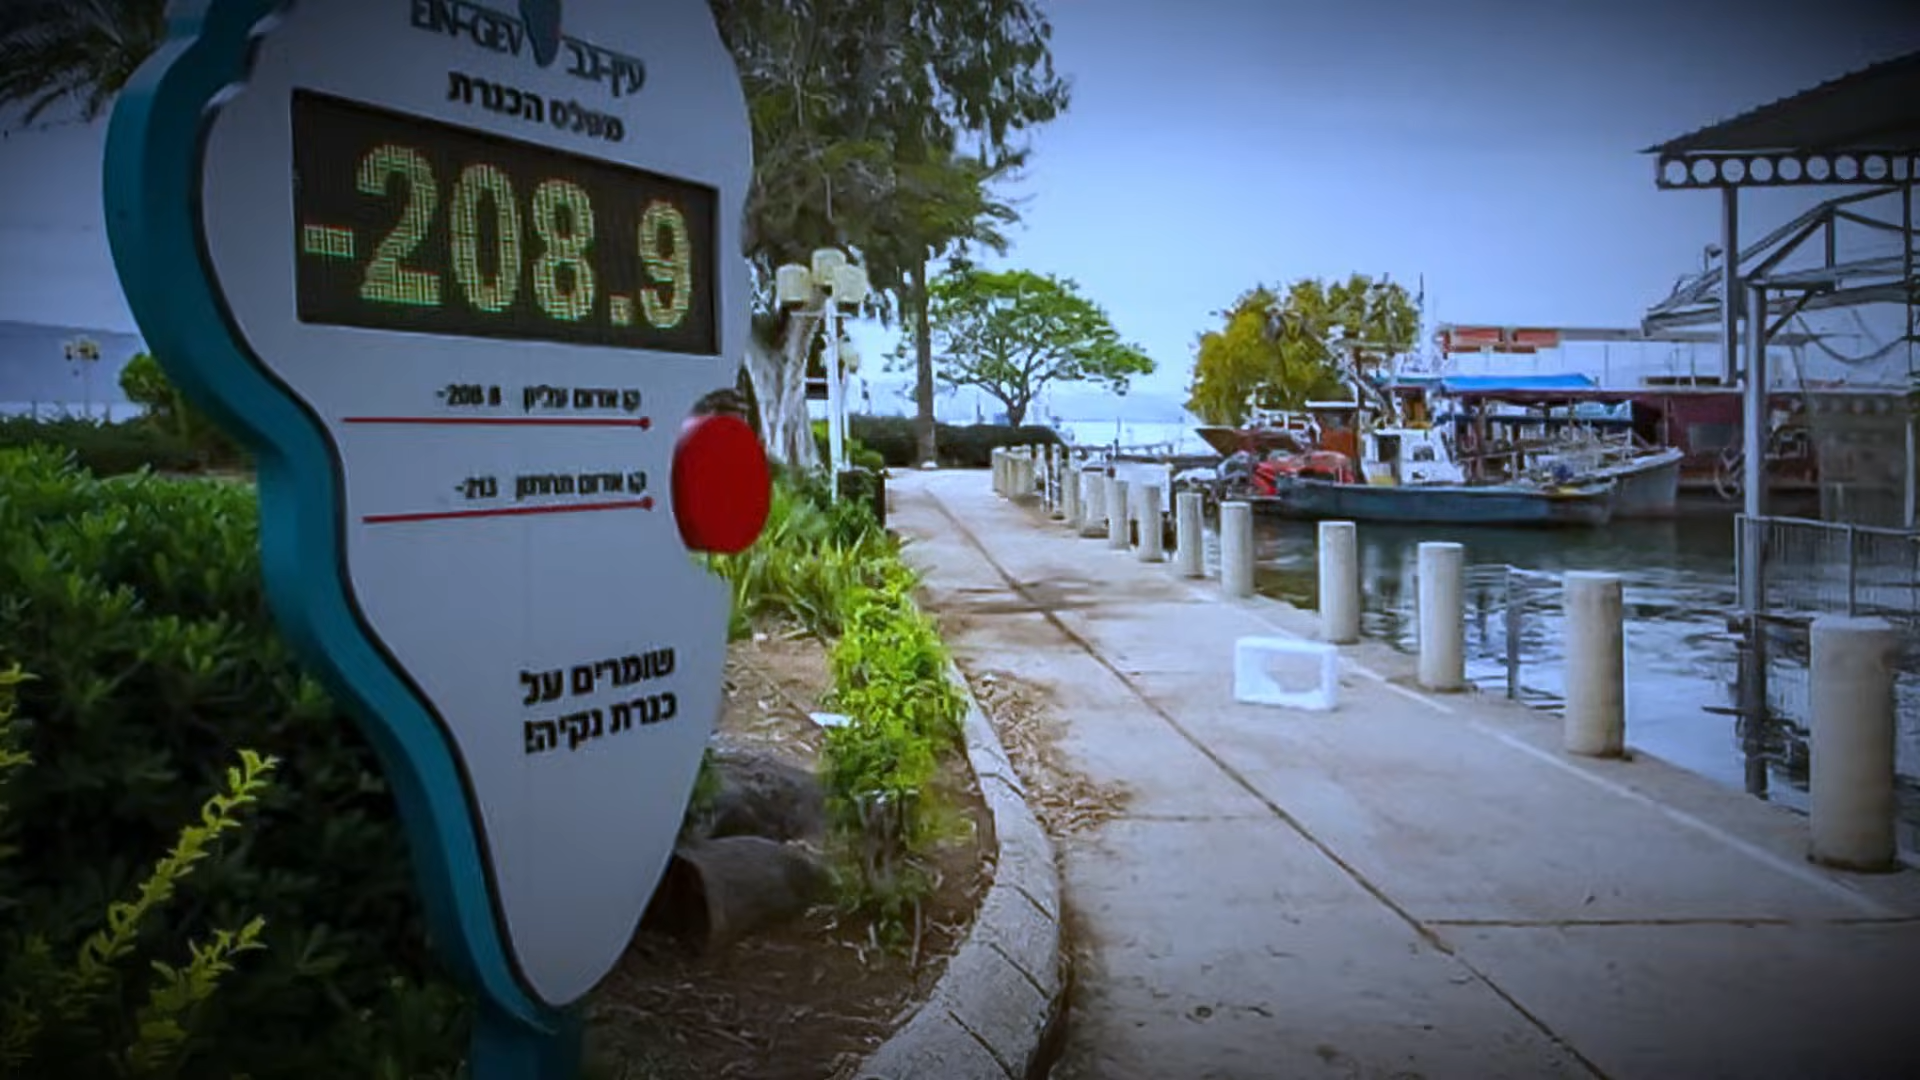 EIN-GEV עין-גב
מפלס הכנרת
-208.9
קו אדום עליון -208.8
קו אדום תחתון -213
שומרים על
כנרת נקיה!